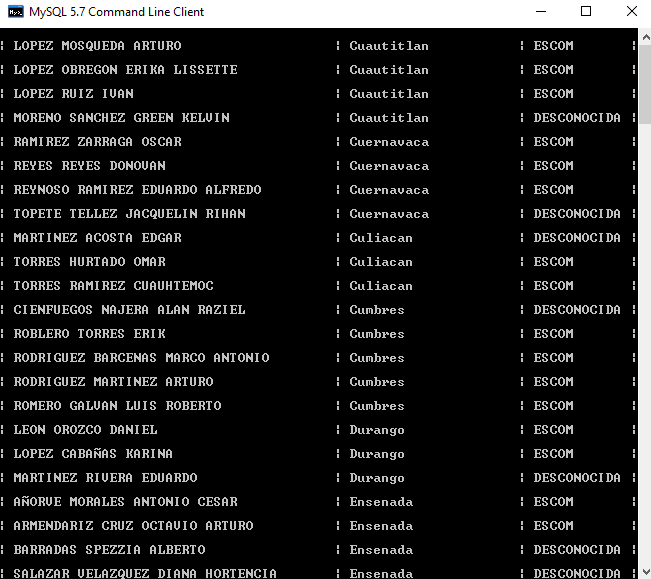 MySQL 5.7 Command Line Client
¦ LOPEZ MOSQUEDA ARTURO ¦ Cuautitlan ¦ ESCOM ¦
¦ LOPEZ OBREGON ERIKA LISSETTE ¦ Cuautitlan ¦ ESCOM ¦
¦ LOPEZ RUIZ IVAN ¦ Cuautitlan ¦ ESCOM ¦
¦ MORENO SANCHEZ GREEN KELVIN ¦ Cuautitlan ¦ DESCONOCIDA ¦
¦ RAMIREZ ZARRAGA OSCAR ¦ Cuernavaca ¦ ESCOM ¦
¦ REYES REYES DONOVAN ¦ Cuernavaca ¦ ESCOM ¦
¦ REYNOSO RAMIREZ EDUARDO ALFREDO ¦ Cuernavaca ¦ ESCOM ¦
¦ TOPETE TELLEZ JACQUELIN RIHAN ¦ Cuernavaca ¦ DESCONOCIDA ¦
¦ MARTINEZ ACOSTA EDGAR ¦ Culiacan ¦ DESCONOCIDA ¦
¦ TORRES HURTADO OMAR ¦ Culiacan ¦ ESCOM ¦
¦ TORRES RAMIREZ CUAUHTEMOC ¦ Culiacan ¦ ESCOM ¦
¦ CIENFUEGOS NAJERA ALAN RAZIEL ¦ Cumbres ¦ DESCONOCIDA ¦
¦ ROBLERO TORRES ERIK ¦ Cumbres ¦ ESCOM ¦
¦ RODRIGUEZ BARCENAS MARCO ANTONIO ¦ Cumbres ¦ ESCOM ¦
¦ RODRIGUEZ MARTINEZ ARTURO ¦ Cumbres ¦ ESCOM ¦
¦ ROMERO GALVAN LUIS ROBERTO ¦ Cumbres ¦ ESCOM ¦
¦ LEON OROZCO DANIEL ¦ Durango ¦ ESCOM ¦
¦ LOPEZ CABAÑAS KARINA ¦ Durango ¦ ESCOM ¦
¦ MARTINEZ RIVERA EDUARDO ¦ Durango ¦ DESCONOCIDA ¦
¦ AÑORVE MORALES ANTONIO CESAR ¦ Ensenada ¦ ESCOM ¦
¦ ARMENDARIZ CRUZ OCTAVIO ARTURO ¦ Ensenada ¦ ESCOM ¦
¦ BARRADAS SPEZZIA ALBERTO ¦ Ensenada ¦ DESCONOCIDA ¦
¦ SALAZAR VELAZQUEZ DIANA HORTENCIA ¦ Ensenada ¦ DESCONOCIDA ¦